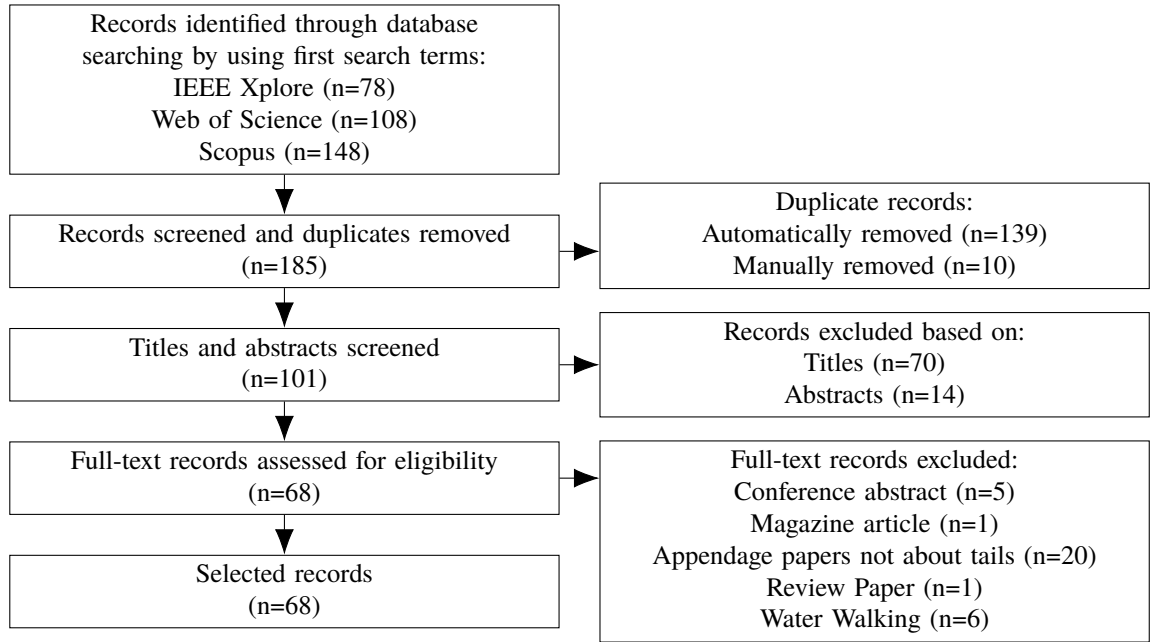 Records identified through database
searching by using first search terms:
IEEE Xplore (n=78)
Web of Science (n=108)
Scopus (n=148)
Records screened and duplicates removed
(n=185)
Duplicate records:
Automatically removed (n=139)
Manually removed (n=10)
Titles and abstracts screened
(n=101)
Records excluded based on:
Titles (n=70)
Abstracts (n=14)
Full-text records assessed for eligibility
(n=68)
Full-text records excluded:
Conference abstract (n=5)
Magazine article (n=1)
Appendage papers not about tails (n=20)
Review Paper (n=1)
Water Walking (n=6)
Selected records
(n=68)